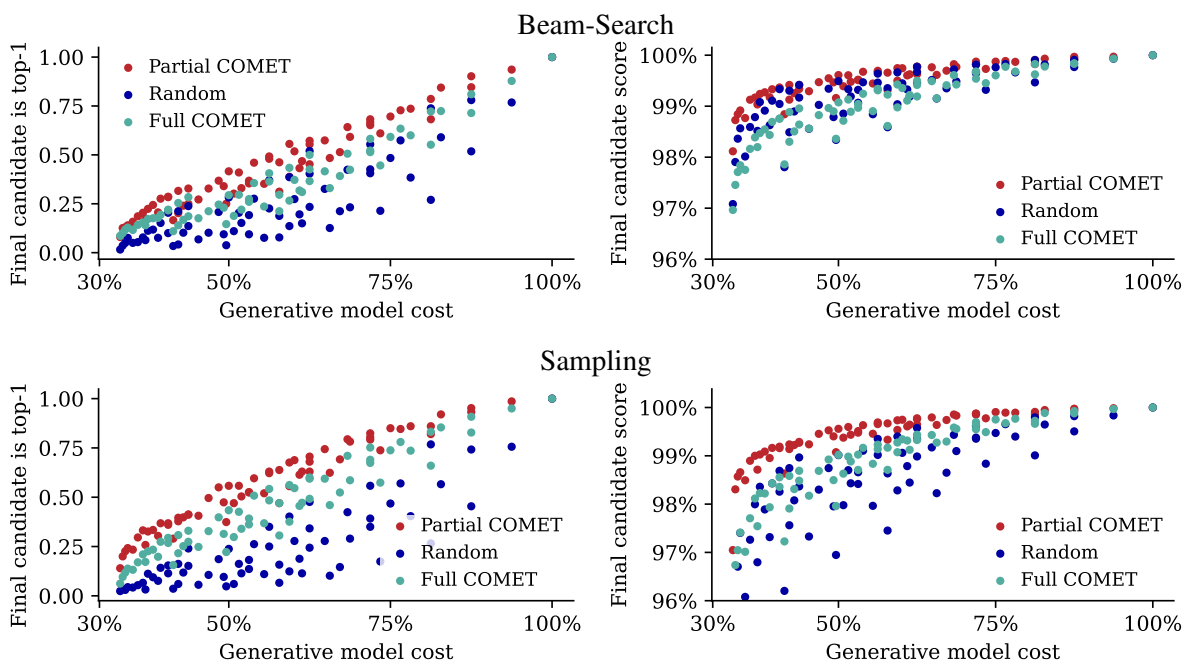 Beam-Search
Final candidate is top-1
1.00
0.75
0.50
0.25
0.00
Partial COMET
Random
Full COMET
30% 50% 75% 100%
Generative model cost
Final candidate score
100%
99%
98%
97%
96%
Partial COMET
Random
Full COMET
30% 50% 75% 100%
Generative model cost
Sampling
Final candidate is top-1
1.00
0.75
0.50
0.25
0.00
Partial COMET
Random
Full COMET
30% 50% 75% 100%
Generative model cost
Final candidate score
100%
99%
98%
97%
96%
Partial COMET
Random
Full COMET
30% 50% 75% 100%
Generative model cost